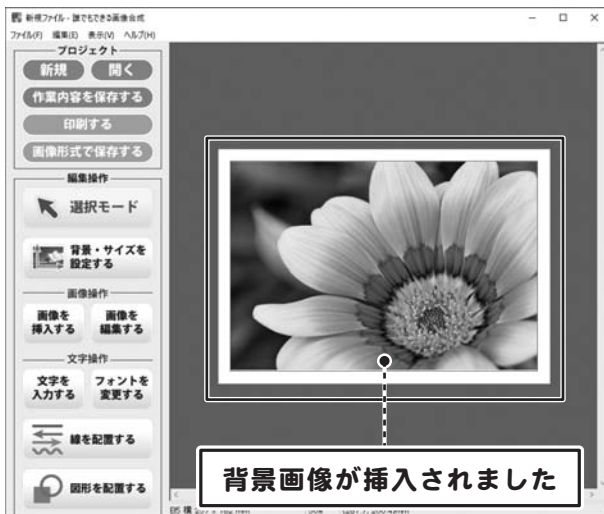 新規ファイル - 誰でもできる画像合成
ファイル(F) 編集(E) 表示(V) ヘルプ(H)
プロジェクト
新規 開く
作業内容を保存する
印刷する
画像形式で保存する
編集操作
選択モード
背景・サイズを
設定する
画像操作
画像を
挿入する
画像を
編集する
文字操作
文字を
入力する
フォントを
変更する
線を配置する
図形を配置する
背景画像が挿入されました